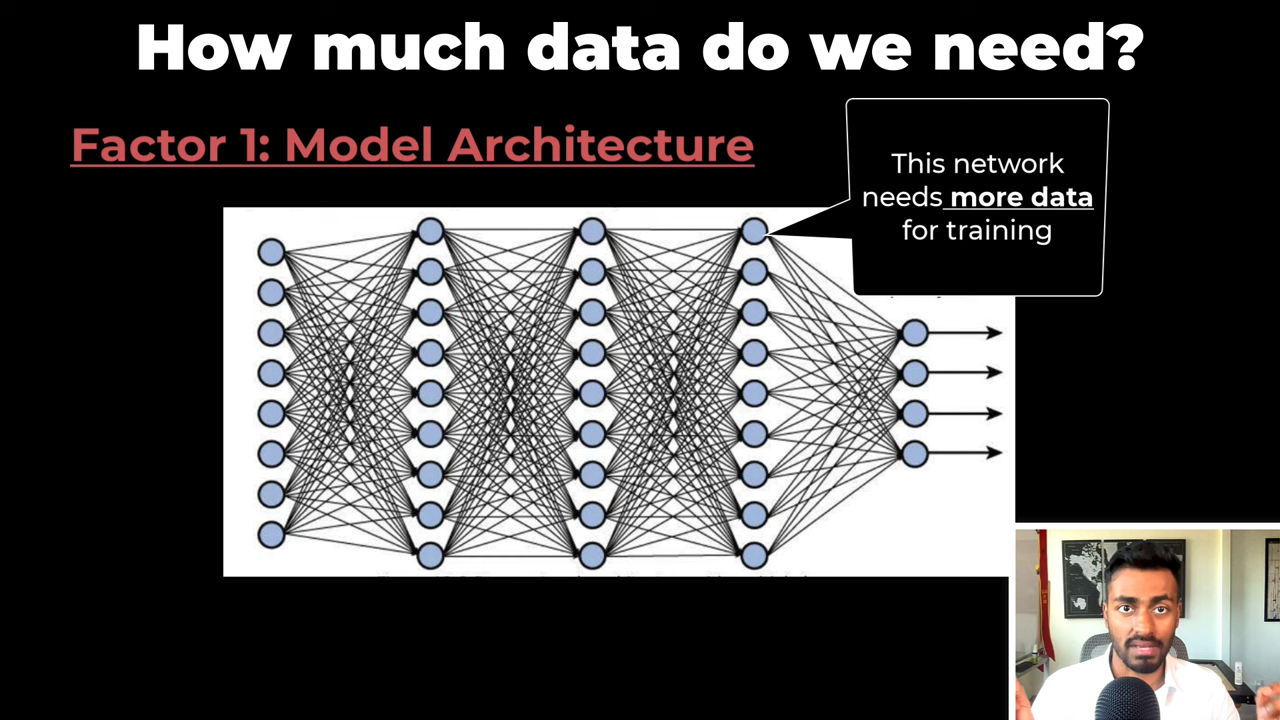 How much data do we need?
Factor 1: Model Architecture
This network
needs more data
for training